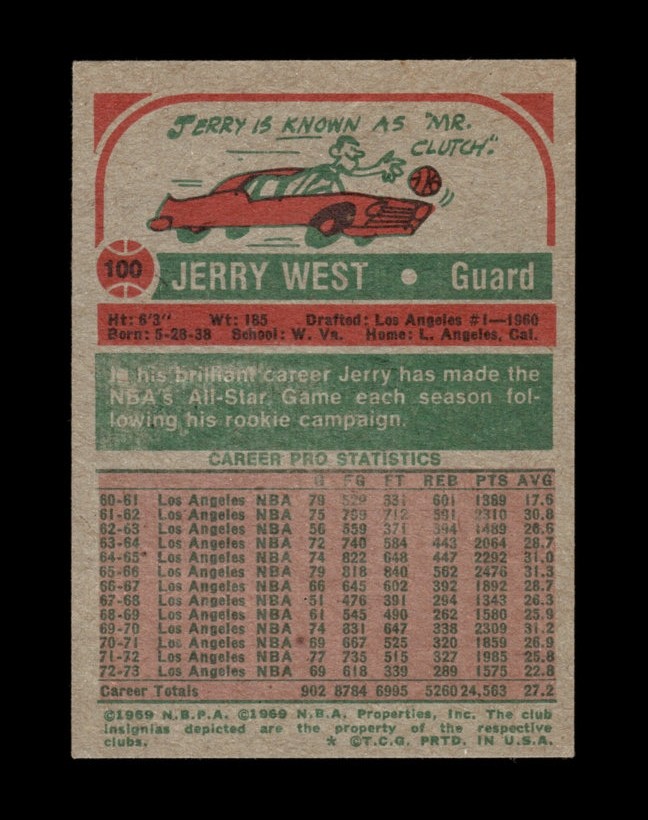 JERRY IS KNOWN AS "MR.
CLUTCH".
100 JERRY WEST • Guard
Ht: 6'3" Wt: 185 Drafted: Los Angeles #1—1960
Born: 5-28-38 School: W. Va. Home: L. Angeles, Cal.
In his brilliant career Jerry has made the
NBA's All-Star Game each season fol-
lowing his rookie campaign.
CAREER PRO STATISTICS
G FG FT REB PTS AVG
60-61 Los Angeles NBA 79 529 331 601 1389 17.6
61-62 Los Angeles NBA 75 799 712 591 2310 30.8
62-63 Los Angeles NBA 56 559 371 394 1489 26.6
63-64 Los Angeles NBA 72 740 584 443 2064 28.7
64-65 Los Angeles NBA 74 822 648 447 2292 31.0
65-66 Los Angeles NBA 79 818 840 562 2476 31.3
66-67 Los Angeles NBA 66 645 602 392 1892 28.7
67-68 Los Angeles NBA 51 476 391 294 1343 26.3
68-69 Los Angeles NBA 61 545 490 262 1580 25.9
69-70 Los Angeles NBA 74 831 647 338 2309 31.2
70-71 Los Angeles NBA 69 667 525 320 1859 26.9
71-72 Los Angeles NBA 77 735 515 327 1985 25.8
72-73 Los Angeles NBA 69 618 339 289 1575 22.8
Career Totals 902 8784 6995 5260 24,563 27.2
©1969 N.B.P.A. ©1969 N.B.A. Properties, Inc. The club
insignias depicted are the property of the respective
clubs. * ©T.C.G. PRTD. IN U.S.A.